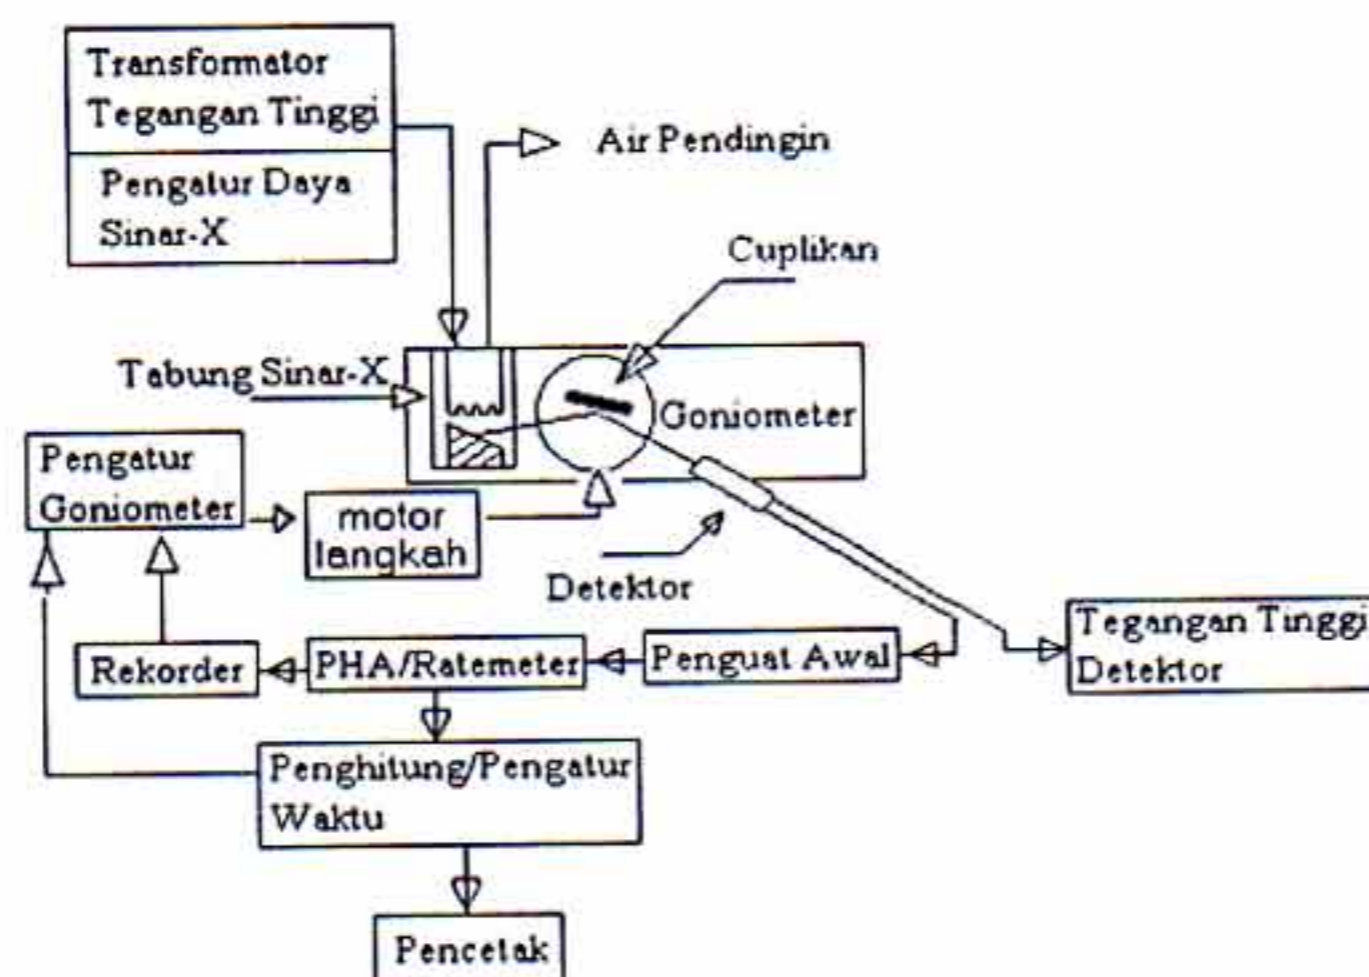 Transformator
Tegangan Tinggi
Pengatur Daya
Sinar-X
Air Pendingin
Cuplikan
Tabung Sinar-X
Goniometer
Pengatur
Goniometer
motor
langkah
Detektor
Tegangan Tinggi
Detektor
Rekorder
PHA/Ratemeter
Penguat Awal
Penghitung/Pengatur
Waktu
Pencetak